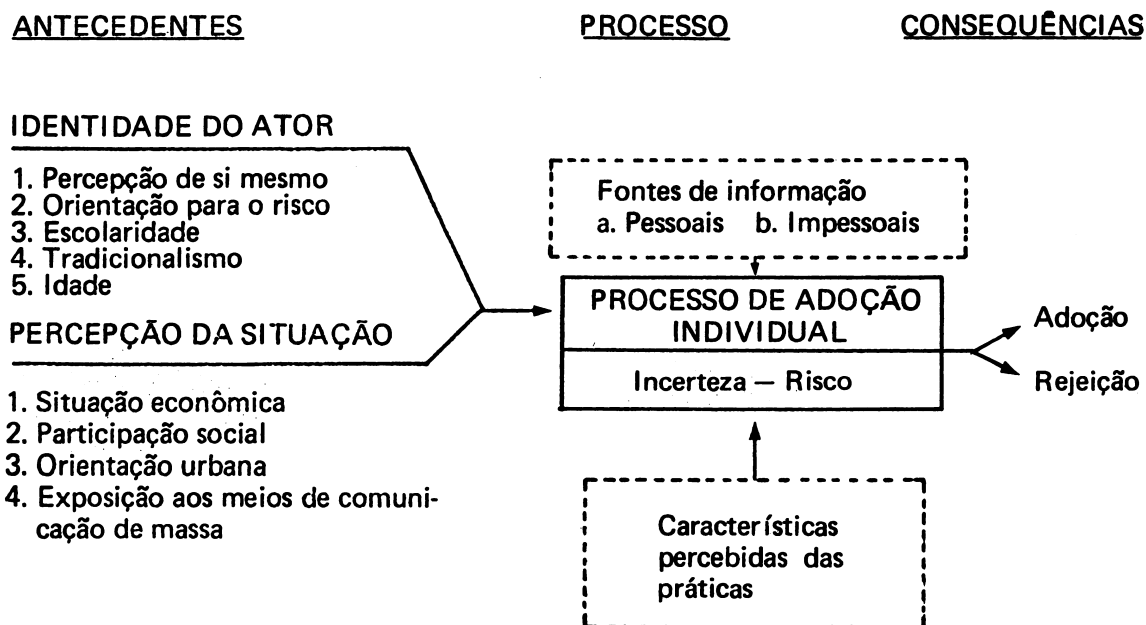 ANTECEDENTES
PROCESSO
CONSEQUÊNCIAS
IDENTIDADE DO ATOR
1. Percepção de si mesmo
2. Orientação para o risco
3. Escolaridade
4. Tradicionalismo
5. Idade
PERCEPÇÃO DA SITUAÇÃO
1. Situação econômica
2. Participação social
3. Orientação urbana
4. Exposição aos meios de comuni-
cação de massa
Fontes de informação
a. Pessoais b. Impessoais
PROCESSO DE ADOÇÃO
INDIVIDUAL
Incerteza — Risco
Características
percebidas das
práticas
Adoção
Rejeição